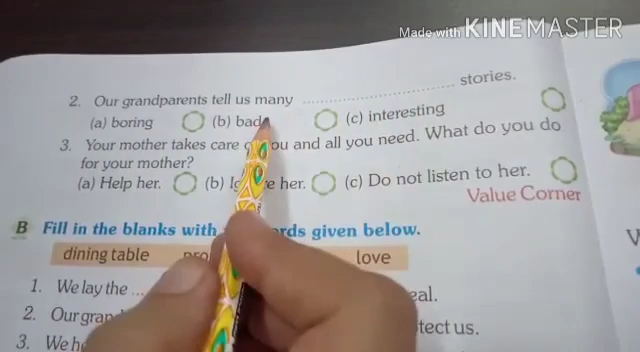 Made with KINEMASTER
2. Our grandparents tell us many ........................ stories.
(a) boring (b) bad (c) interesting
3. Your mother takes care you and all you need. What do you do
for your mother?
(a) Help her. (b) her. (c) Do not listen to her.
Value Corner
B Fill in the blanks with given below.
dining table love
1. We lay the ... eal.
2. Our tect us.
3. We